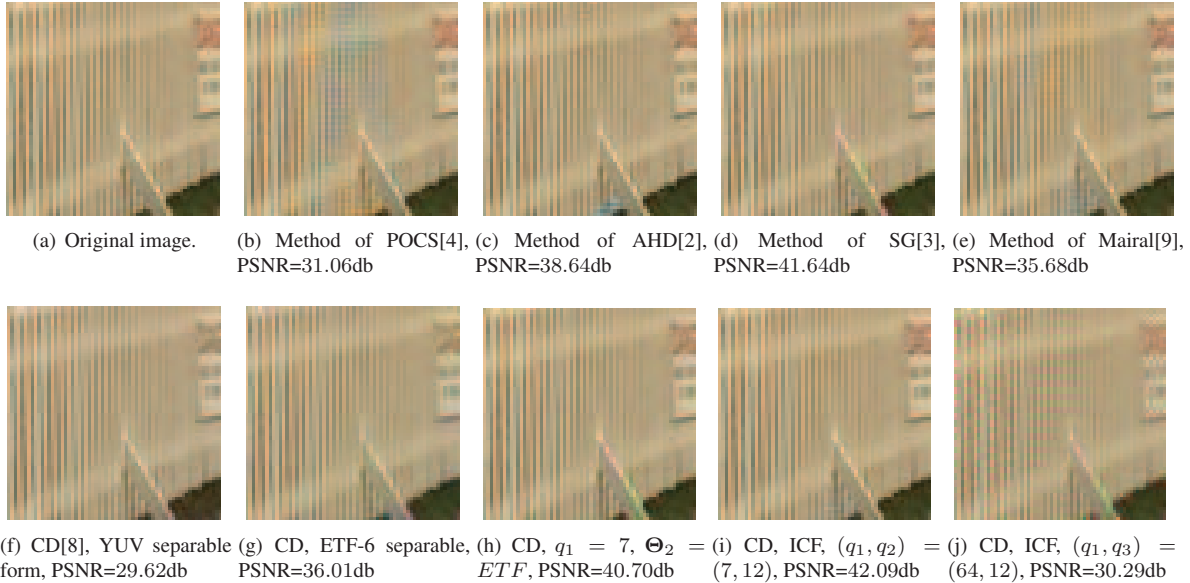 (a) Original image.
(b) Method of POCS[4],
PSNR=31.06db
(c) Method of AHD[2],
PSNR=38.64db
(d) Method of SG[3],
PSNR=41.64db
(e) Method of Mairal[9],
PSNR=35.68db
(f) CD[8], YUV separable
form, PSNR=29.62db
(g) CD, ETF-6 separable,
PSNR=36.01db
(h) CD, q₁ = 7, Θ₂ =
ETF, PSNR=40.70db
(i) CD, ICF, (q₁, q₂) =
(7, 12), PSNR=42.09db
(j) CD, ICF, (q₁, q₃) =
(64, 12), PSNR=30.29db